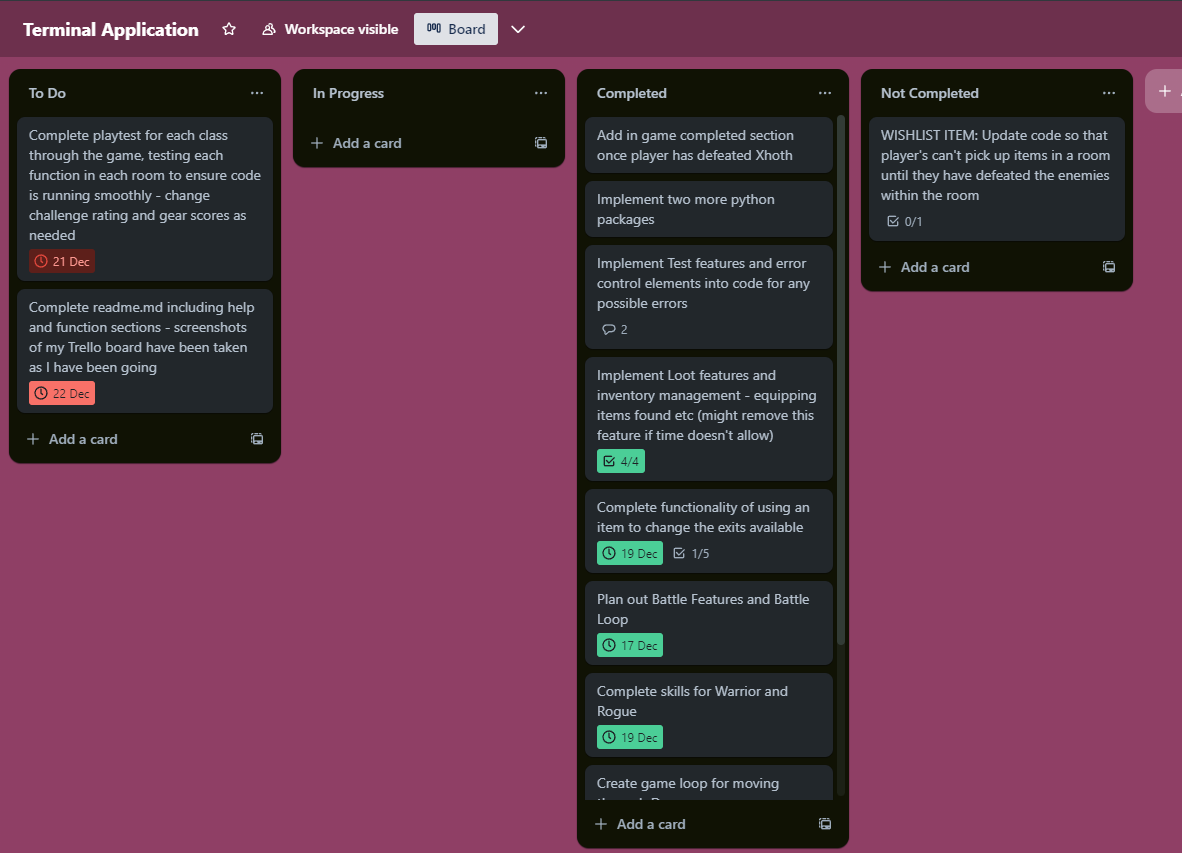 Terminal Application
Workspace visible
Board
To Do
Complete playtest for each class
through the game, testing each
function in each room to ensure code
is running smoothly - change
challenge rating and gear scores as
needed
21 Dec
Complete readme.md including help
and function sections - screenshots
of my Trello board have been taken
as I have been going
22 Dec
Add a card
In Progress
Add a card
Completed
Add in game completed section
once player has defeated Xhoth
Implement two more python
packages
Implement Test features and error
control elements into code for any
possible errors
2
Implement Loot features and
inventory management - equipping
items found etc (might remove this
feature if time doesn't allow)
4/4
Complete functionality of using an
item to change the exits available
19 Dec 1/5
Plan out Battle Features and Battle
Loop
17 Dec
Complete skills for Warrior and
Rogue
19 Dec
Create game loop for moving
Add a card
Not Completed
WISHLIST ITEM: Update code so that
player's can't pick up items in a room
until they have defeated the enemies
within the room
0/1
Add a card